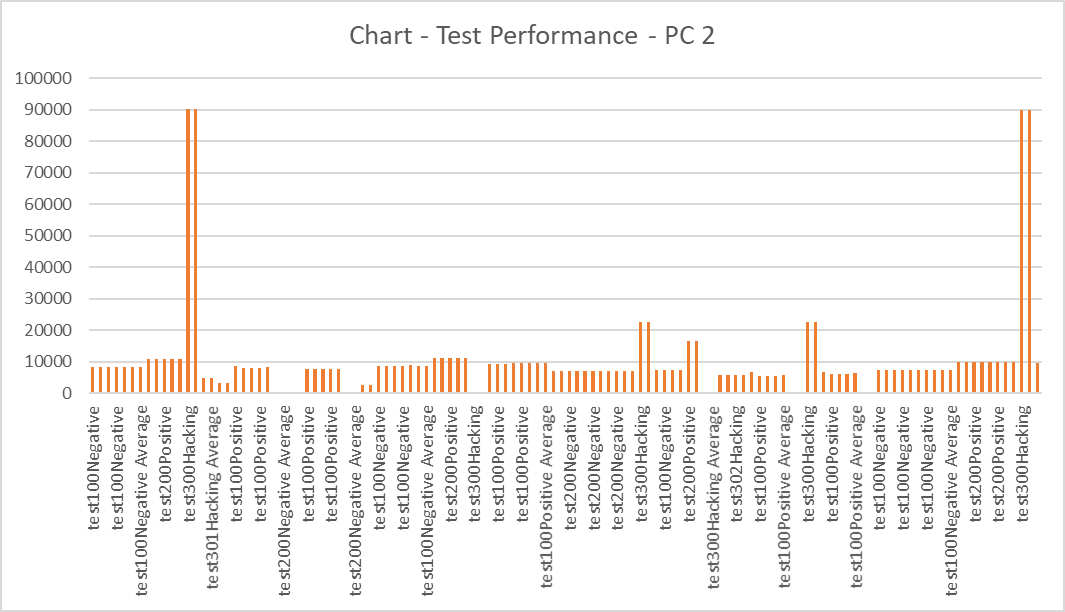 Chart - Test Performance - PC 2
100000
90000
80000
70000
60000
50000
40000
30000
20000
10000
0
test100Negative
test100Negative
test100Negative Average
test200Positive
test300Hacking
test301Hacking Average
test100Positive
test100Positive
test200Negative Average
test100Positive
test100Positive
test200Negative Average
test100Negative
test100Negative
test100Negative Average
test200Positive
test300Hacking
test100Positive
test100Positive
test100Positive Average
test200Negative
test200Negative
test200Negative
test300Hacking
test100Negative
test200Positive
test300Hacking Average
test302Hacking
test100Positive
test100Positive Average
test300Hacking
test100Positive
test100Positive Average
test100Negative
test100Negative
test100Negative
test100Negative Average
test200Positive
test200Positive
test300Hacking